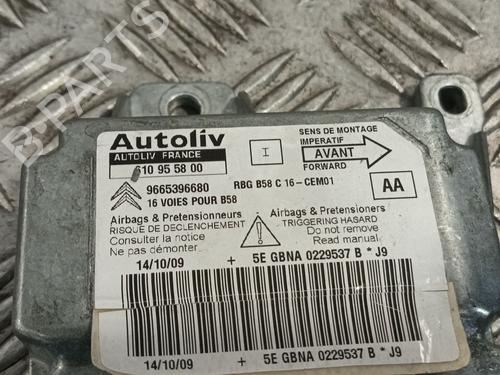 Autoliv
AUTOLIV FRANCE
610 95 58 00
9665396680
16 VOIES POUR B58
I
RBG B58 C 16-CEM01
SENS DE MONTAGE
IMPERATIF
AVANT
FORWARD
AA
Airbags & Pretensionneurs
RISQUE DE DECLENCHEMENT
Consulter la notice
Ne pas démonter
Airbags & Pretensioners
TRIGGERING HASARD
Do not remove
Read manual
14/10/09 + 5E GBNA 0229537 B * J9
14/10/09 + 5E GBNA 0229537 B * J9
B-PARTS